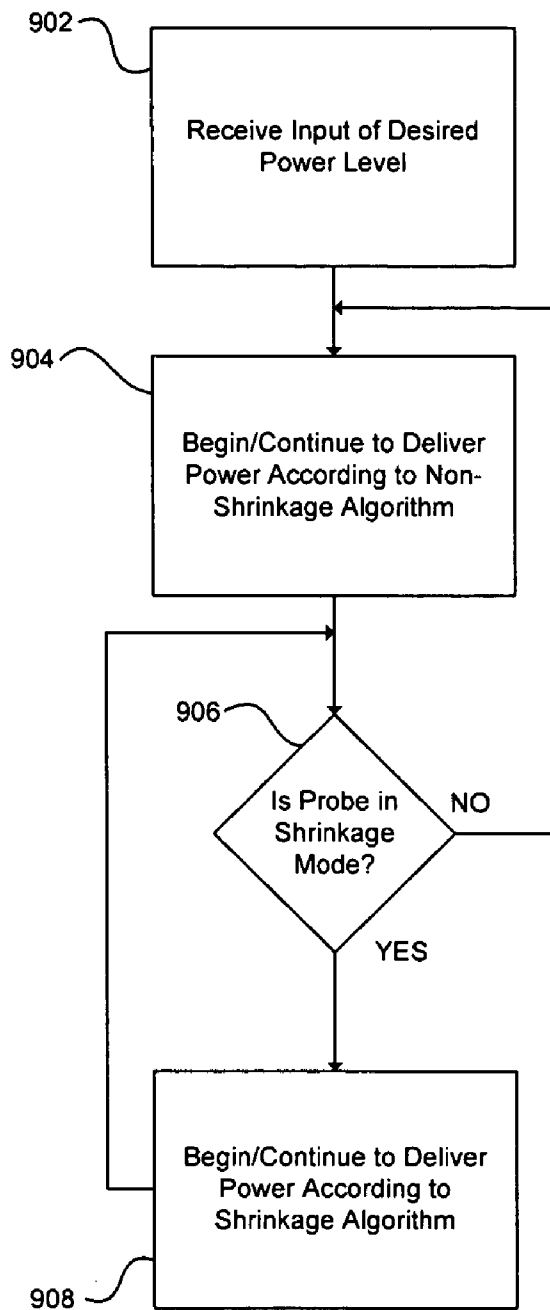 902
Receive Input of Desired
Power Level
904
Begin/Continue to Deliver
Power According to Non-
Shrinkage Algorithm
906
Is Probe in
Shrinkage
Mode?
NO
YES
Begin/Continue to Deliver
Power According to
Shrinkage Algorithm
908